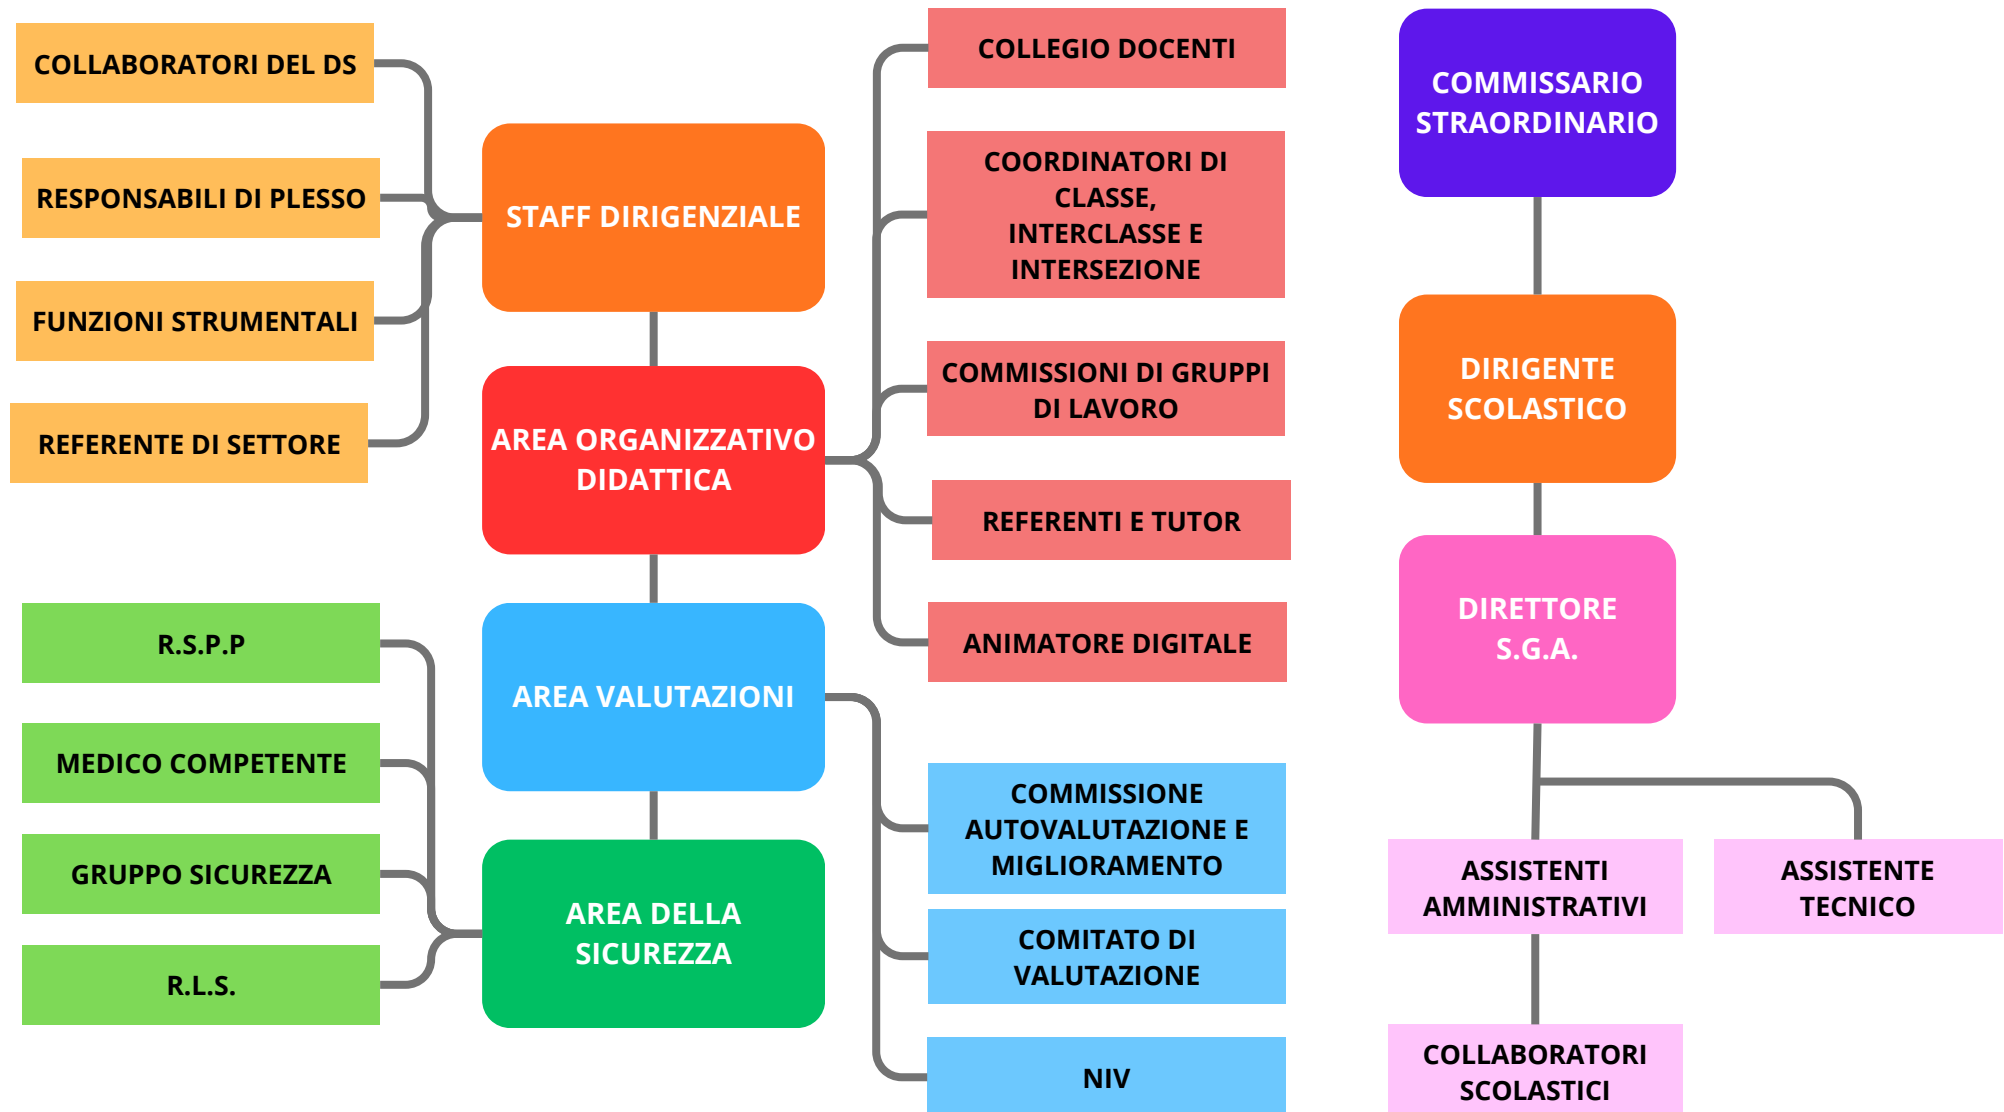 COLLABORATORI DEL DS
RESPONSABILI DI PLESSO
FUNZIONI STRUMENTALI
REFERENTE DI SETTORE
STAFF DIRIGENZIALE
AREA ORGANIZZATIVO
DIDATTICA
AREA VALUTAZIONI
AREA DELLA
SICUREZZA
R.S.P.P
MEDICO COMPETENTE
GRUPPO SICUREZZA
R.L.S.
COLLEGIO DOCENTI
COORDINATORI DI
CLASSE,
INTERCLASSE E
INTERSEZIONE
COMMISSIONI DI GRUPPI
DI LAVORO
REFERENTI E TUTOR
ANIMATORE DIGITALE
COMMISSIONE
AUTOVALUTAZIONE E
MIGLIORAMENTO
COMITATO DI
VALUTAZIONE
NIV
COMMISSARIO
STRAORDINARIO
DIRIGENTE
SCOLASTICO
DIRETTORE
S.G.A.
ASSISTENTI
AMMINISTRATIVI
ASSISTENTE
TECNICO
COLLABORATORI
SCOLASTICI